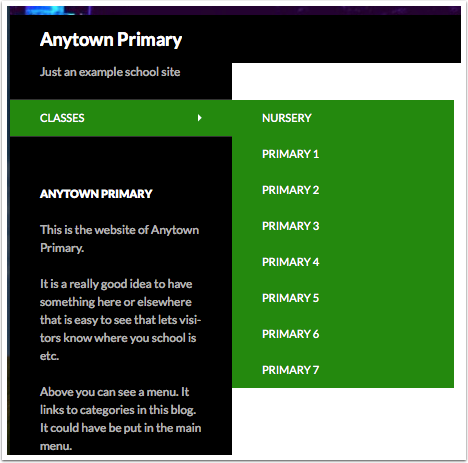 Anytown Primary
Just an example school site
CLASSES
NURSERY
PRIMARY 1
PRIMARY 2
PRIMARY 3
PRIMARY 4
PRIMARY 5
PRIMARY 6
PRIMARY 7
ANYTOWN PRIMARY
This is the website of Anytown
Primary.
It is a really good idea to have
something here or elsewhere
that is easy to see that lets visi-
tors know where you school is
etc.
Above you can see a menu. It
links to categories in this blog.
It could have be put in the main
menu.